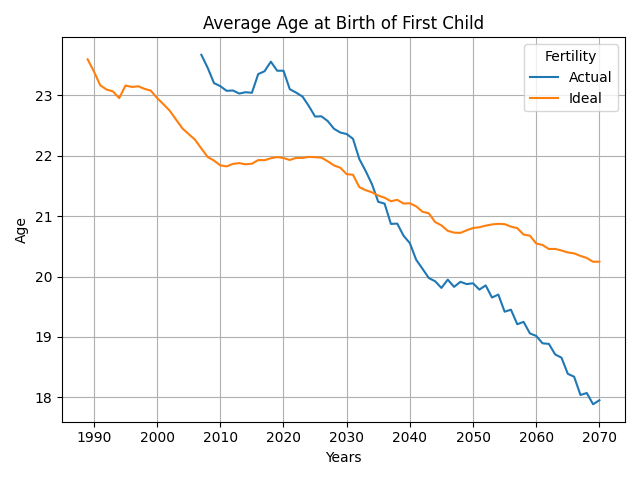 Average Age at Birth of First Child
Fertility
Actual
Ideal
Age
23
22
21
20
19
18
1990 2000 2010 2020 2030 2040 2050 2060 2070
Years